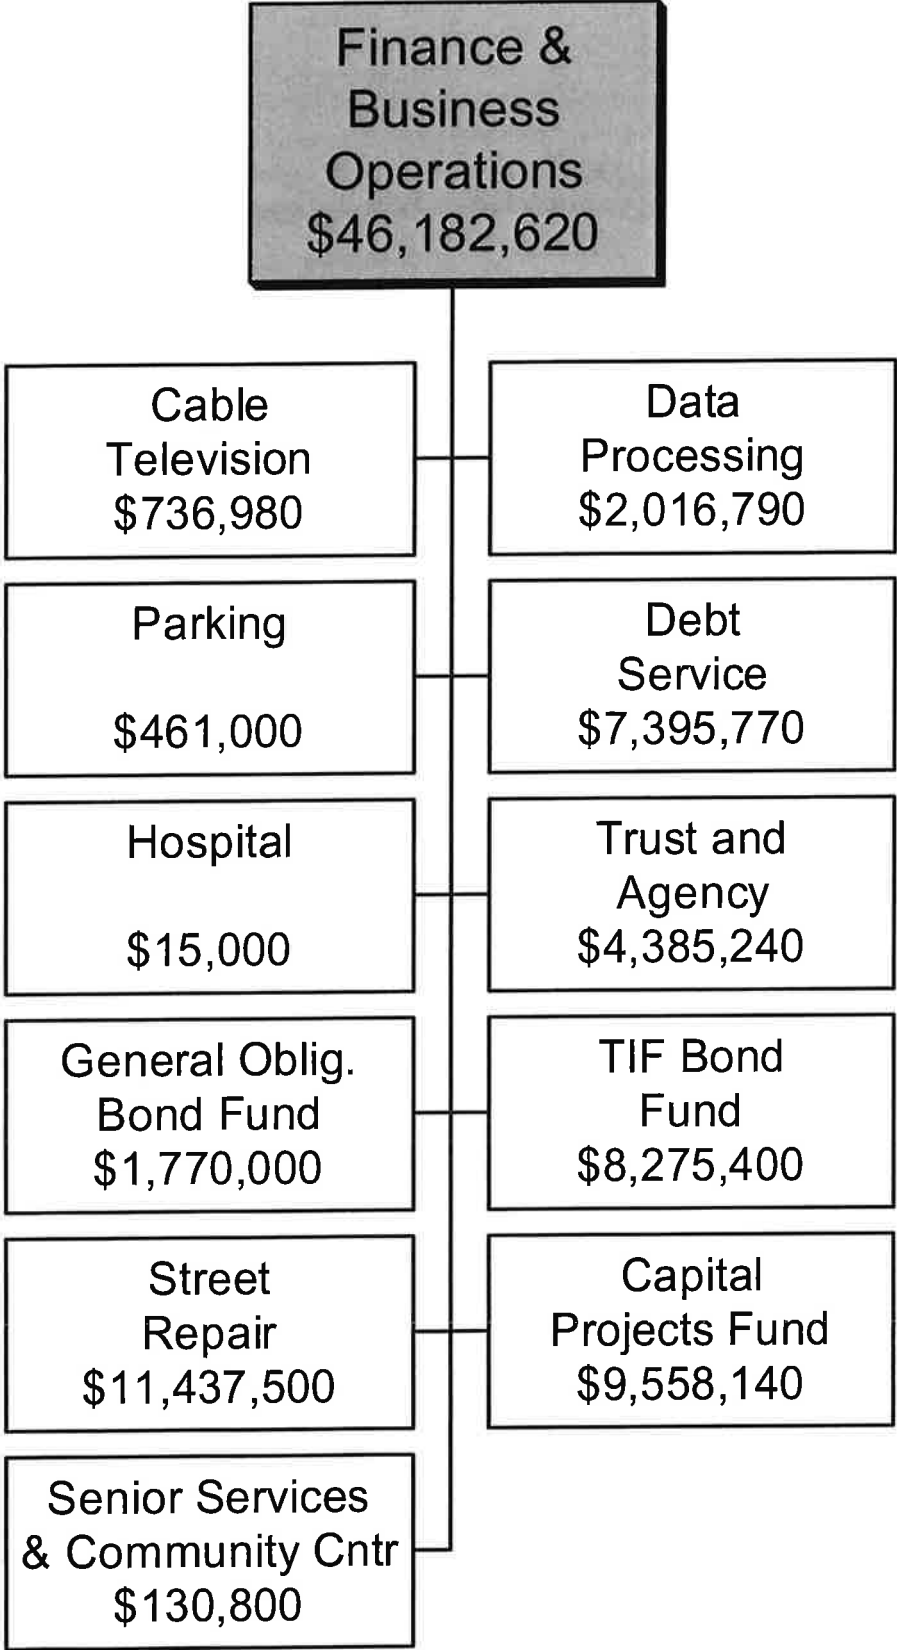 Finance &
Business
Operations
$46,182,620
Cable
Television
$736,980
Data
Processing
$2,016,790
Parking
$461,000
Debt
Service
$7,395,770
Hospital
$15,000
Trust and
Agency
$4,385,240
General Oblig.
Bond Fund
$1,770,000
TIF Bond
Fund
$8,275,400
Street
Repair
$11,437,500
Capital
Projects Fund
$9,558,140
Senior Services
& Community Cntr
$130,800